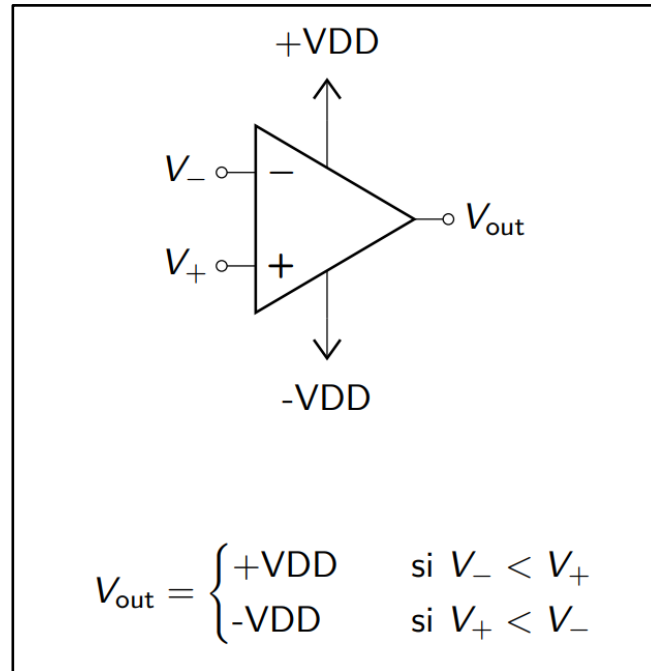 +VDD
V₋ −
V_out
V₊ +
-VDD
V_out = { +VDD si V₋ < V₊
-VDD si V₊ < V₋